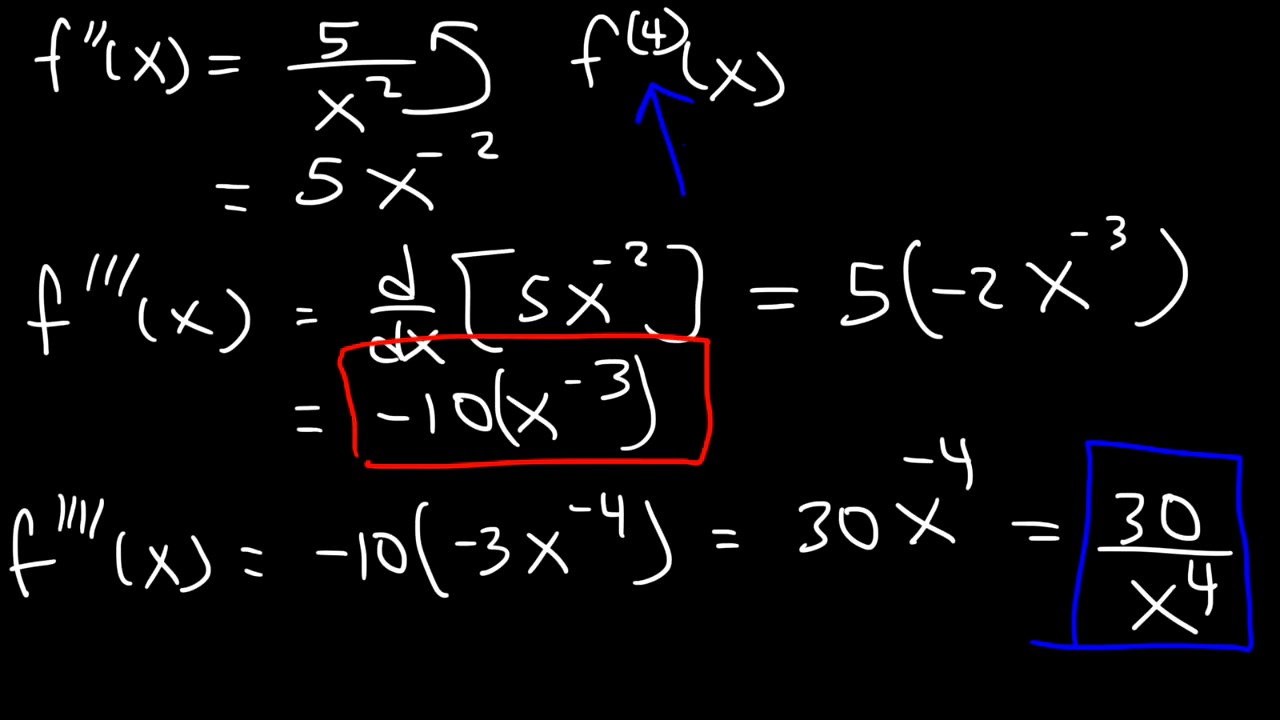 f''(x) = 5/x² f⁽⁴⁾(x)
= 5x⁻²
f'''(x) = d/dx [5x⁻²] = 5(-2x⁻³)
= -10(x⁻³)
f''''(x) = -10(-3x⁻⁴) = 30x⁻⁴ = 30/x⁴